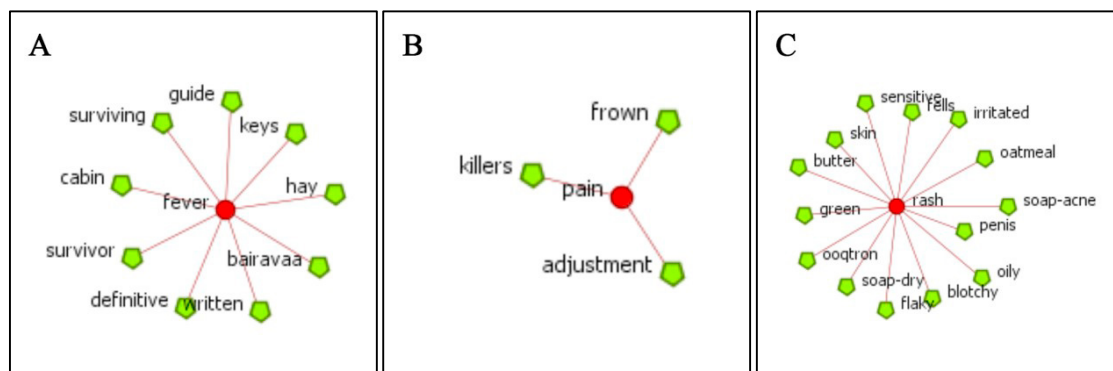 A
guide
surviving
keys
cabin
fever
hay
survivor
bairavaa
definitive
written
B
frown
killers
pain
adjustment
C
sensitive
fells
irritated
skin
oatmeal
butter
rash
soap-acne
green
penis
ooqtron
oily
soap-dry
blotchy
flaky